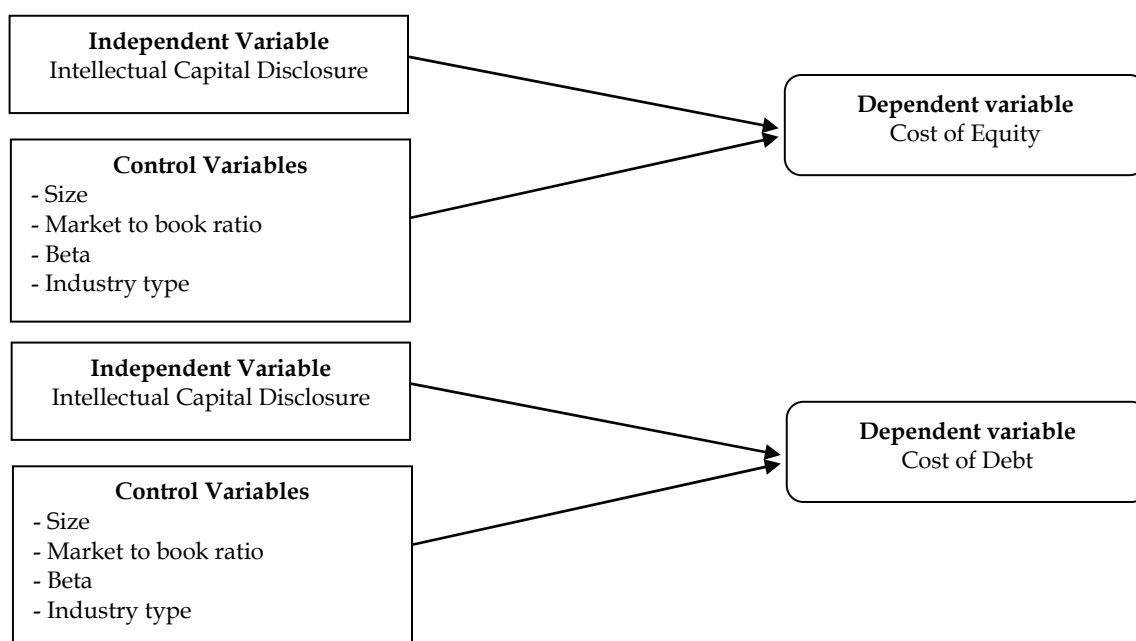 Independent Variable
Intellectual Capital Disclosure
Control Variables
- Size
- Market to book ratio
- Beta
- Industry type
Dependent variable
Cost of Equity
Independent Variable
Intellectual Capital Disclosure
Control Variables
- Size
- Market to book ratio
- Beta
- Industry type
Dependent variable
Cost of Debt